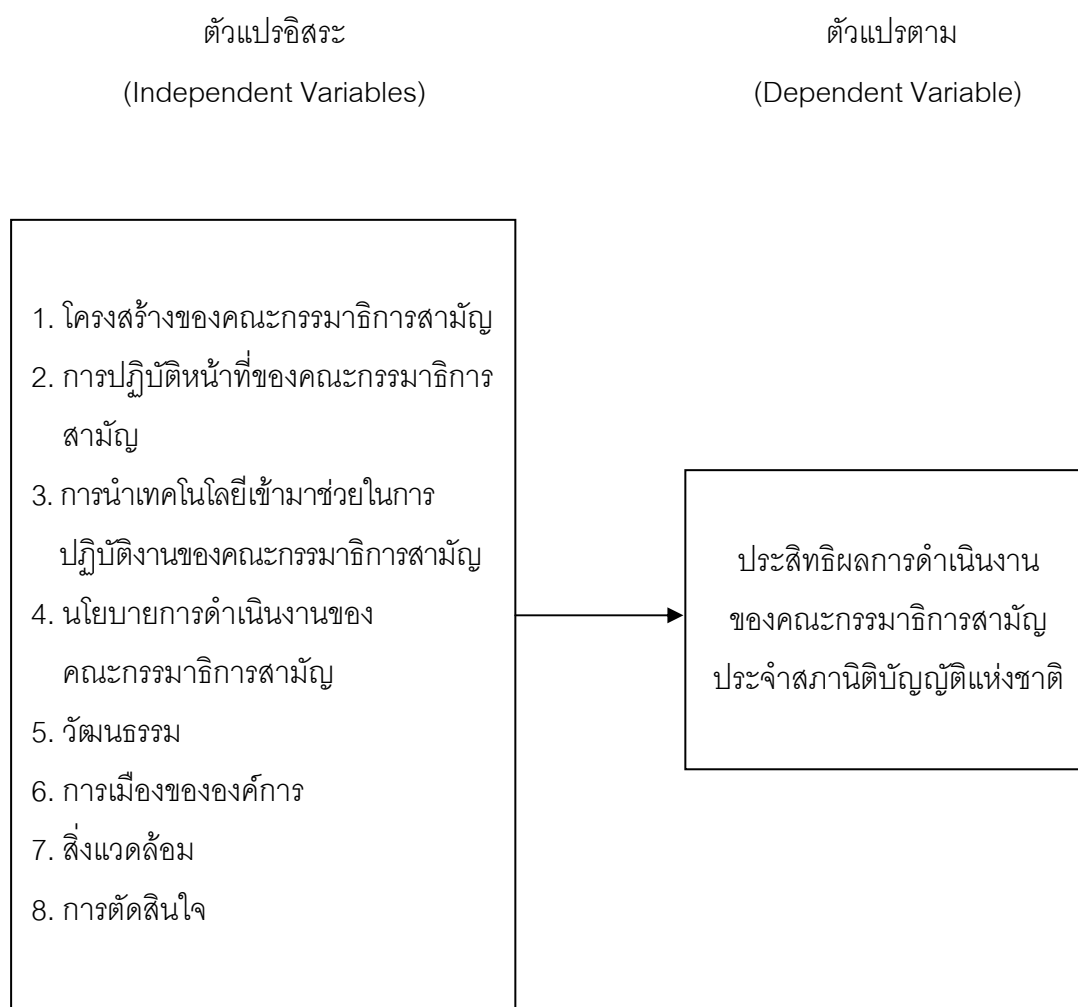 ตัวแปรอิสระ
(Independent Variables)
ตัวแปรตาม
(Dependent Variable)
1. โครงสร้างของคณะกรรมาธิการสามัญ
2. การปฏิบัติหน้าที่ของคณะกรรมาธิการ
สามัญ
3. การนำเทคโนโลยีเข้ามาช่วยในการ
ปฏิบัติงานของคณะกรรมาธิการสามัญ
4. นโยบายการดำเนินงานของ
คณะกรรมาธิการสามัญ
5. วัฒนธรรม
6. การเมืองขององค์การ
7. สิ่งแวดล้อม
8. การตัดสินใจ
ประสิทธิผลการดำเนินงาน
ของคณะกรรมาธิการสามัญ
ประจำสภานิติบัญญัติแห่งชาติ